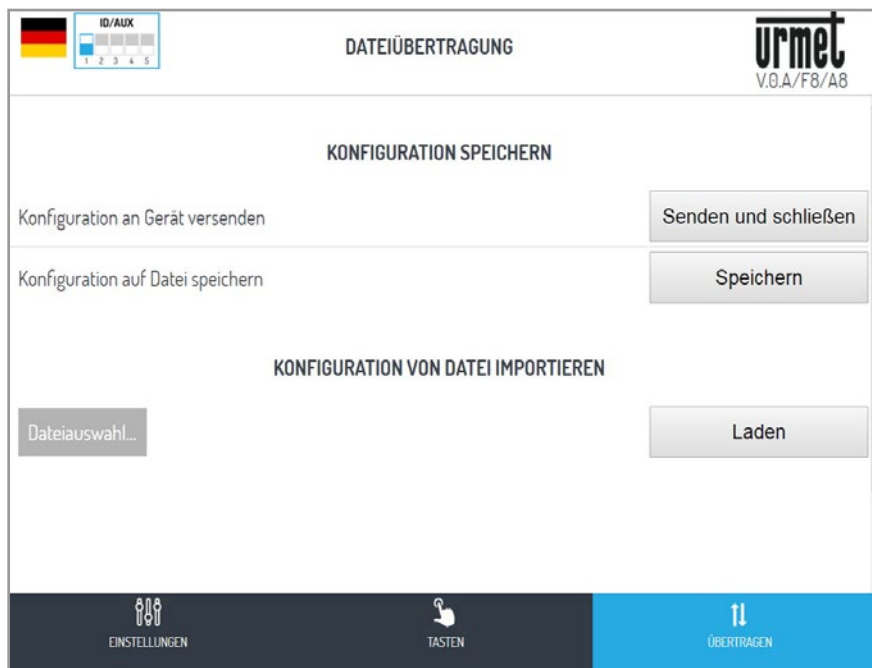 ID/AUX
1 2 3 4 5
DATEIÜBERTRAGUNG
urmet
V.0.A/F8/A8
KONFIGURATION SPEICHERN
Konfiguration an Gerät versenden
Senden und schließen
Konfiguration auf Datei speichern
Speichern
KONFIGURATION VON DATEI IMPORTIEREN
Dateiauswahl...
Laden
EINSTELLUNGEN
TASTEN
ÜBERTRAGEN